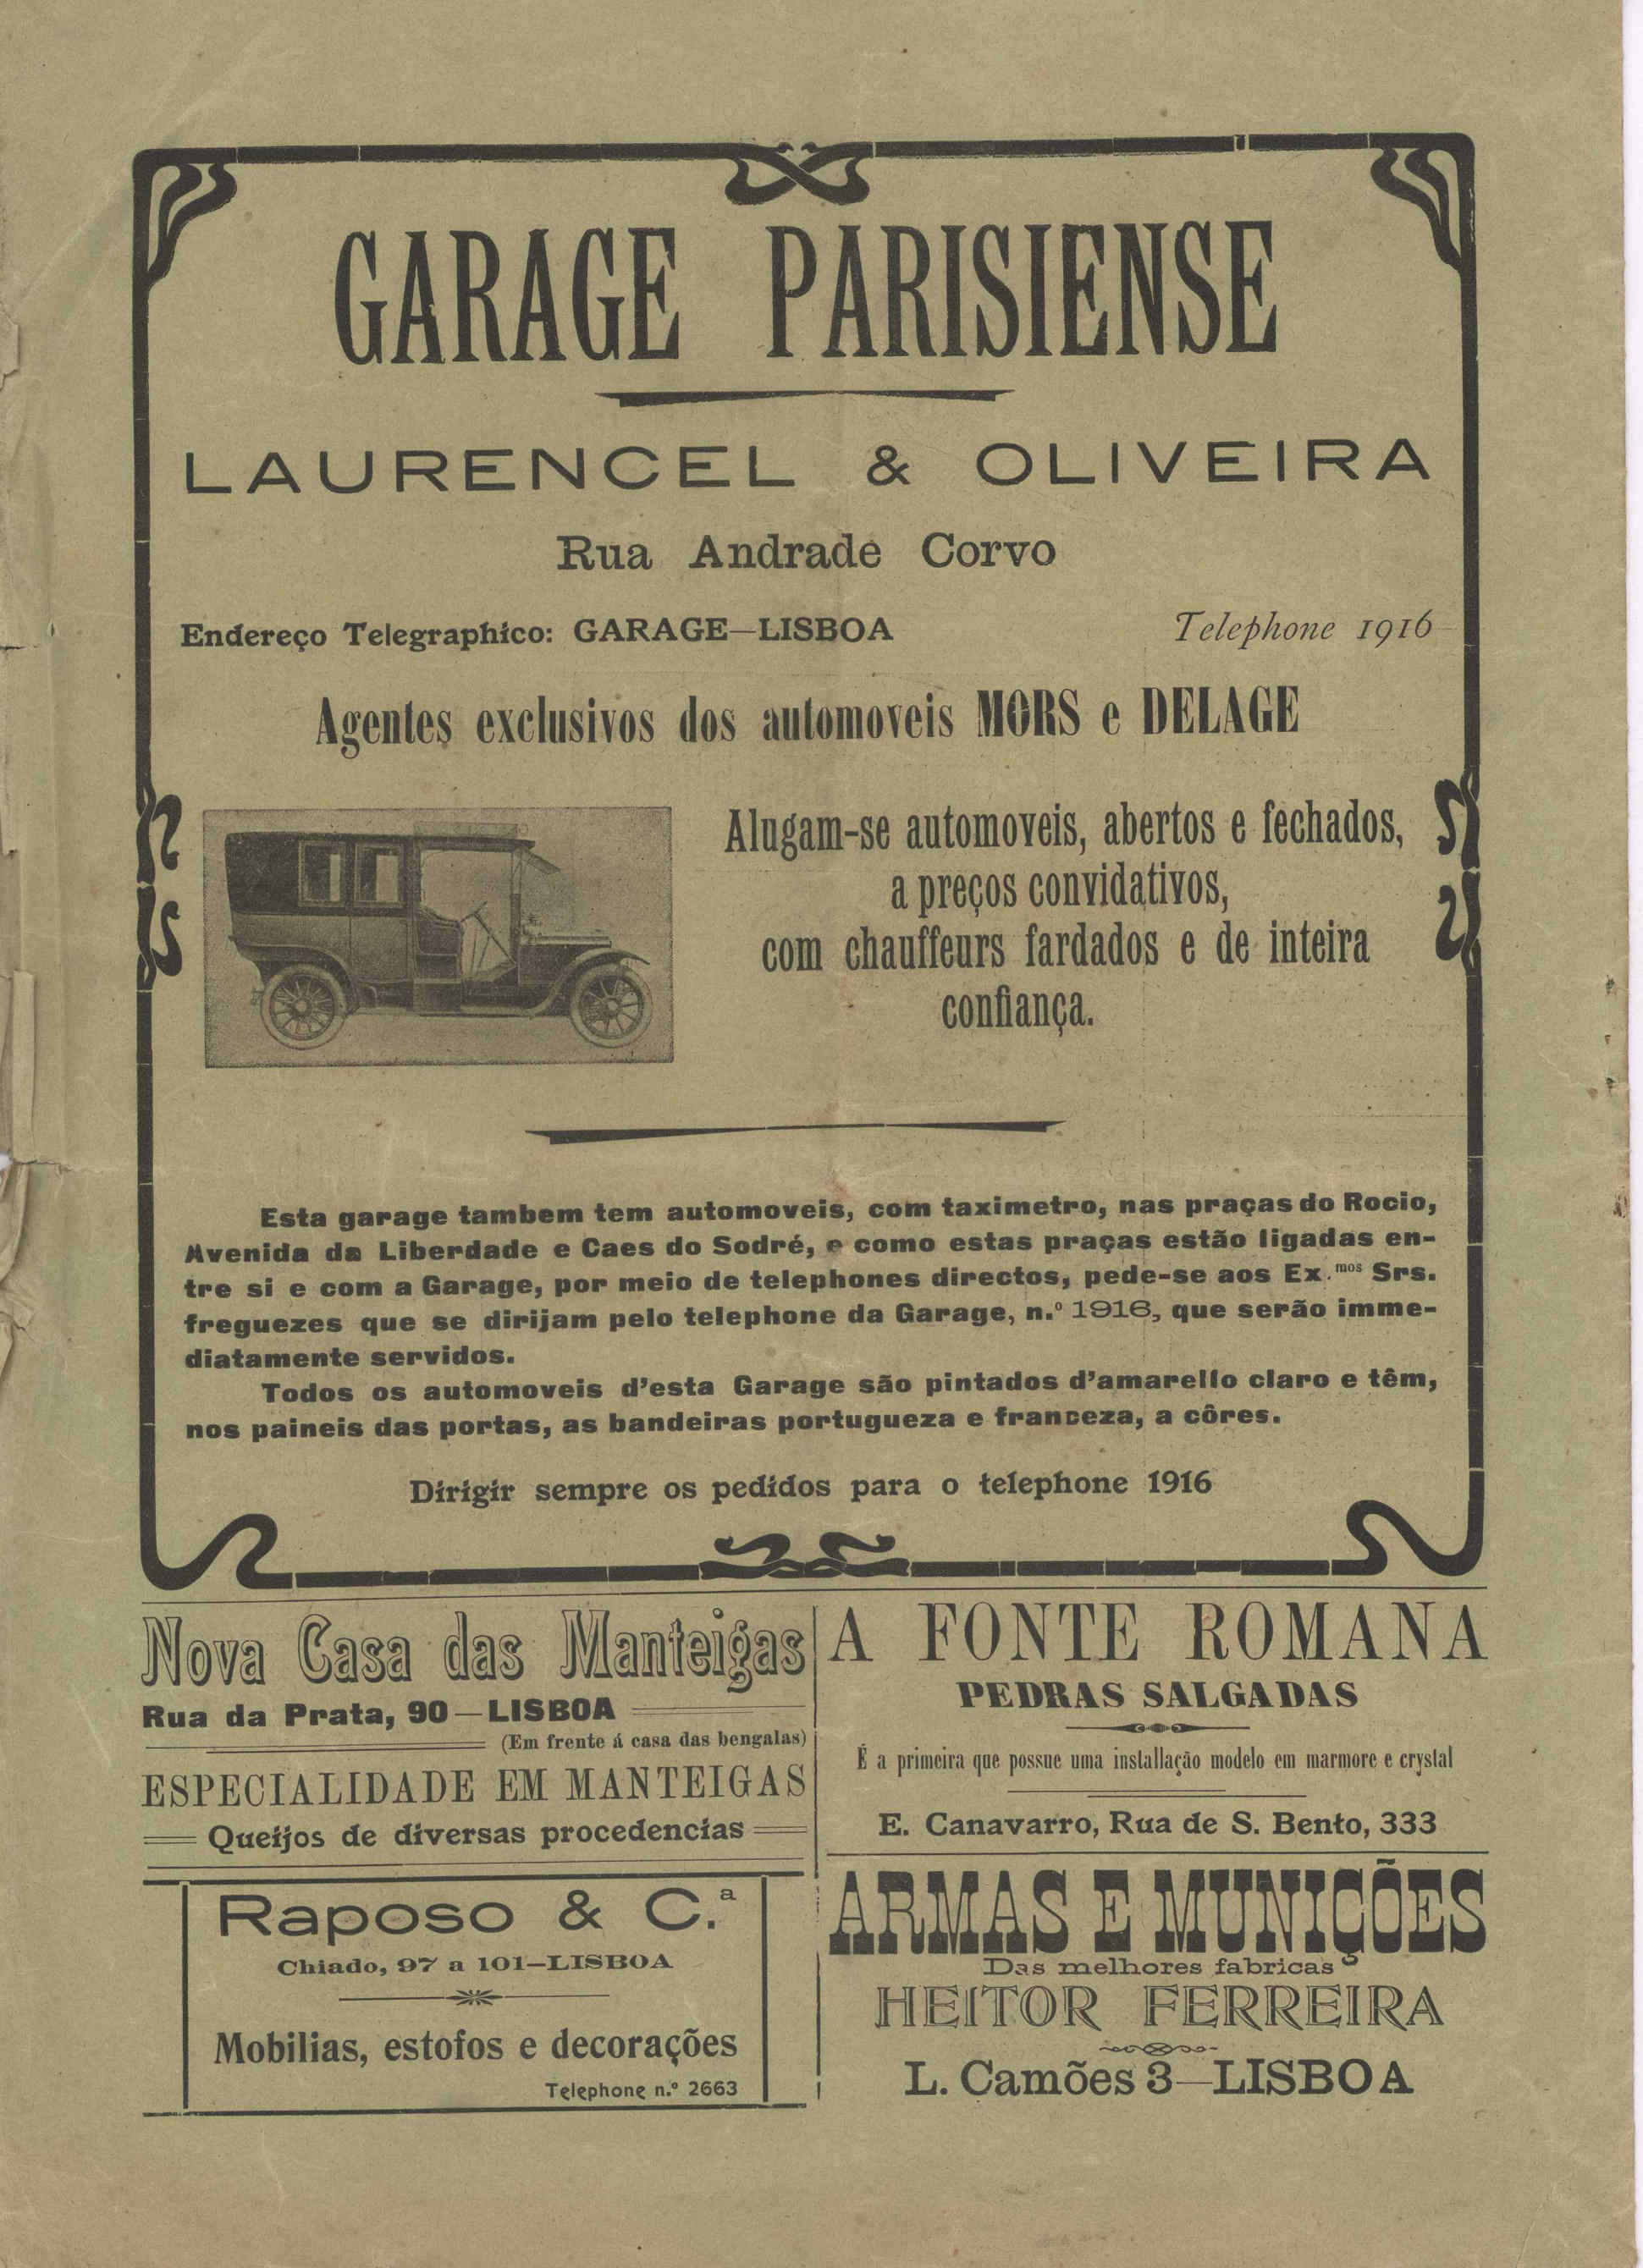 GARAGE PARISIENSE
LAURENCEL & OLIVEIRA
Rua Andrade Corvo
Endereço Telegraphico: GARAGE—LISBOA
Telephone 1916
Agentes exclusivos dos automoveis MORS e DELAGE
Alugam-se automoveis, abertos e fechados,
a preços convidativos,
com chauffeurs fardados e de inteira
confiança.
Esta garage tambem tem automoveis, com taximetro, nas praças do Rocio,
Avenida da Liberdade e Caes do Sodré, e como estas praças estão ligadas en-
tre si e com a Garage, por meio de telephones directos, pede-se aos Ex.mos Srs.
freguezes que se dirijam pelo telephone da Garage, n.º 1916, que serão imme-
diatamente servidos.
Todos os automoveis d'esta Garage são pintados d'amarello claro e têm,
nos paineis das portas, as bandeiras portugueza e franceza, a côres.
Dirigir sempre os pedidos para o telephone 1916
Nova Casa das Manteigas
Rua da Prata, 90—LISBOA
(Em frente á casa das bengalas)
ESPECIALIDADE EM MANTEIGAS
Queijos de diversas procedencias
A FONTE ROMANA
PEDRAS SALGADAS
É a primeira que possue uma installação modelo em marmore e crystal
E. Canavarro, Rua de S. Bento, 333
Raposo & C.ª
Chiado, 97 a 101—LISBOA
Mobilias, estofos e decorações
Telephone n.º 2663
ARMAS E MUNIÇÕES
Das melhores fabricas
HEITOR FERREIRA
L. Camões 3—LISBOA